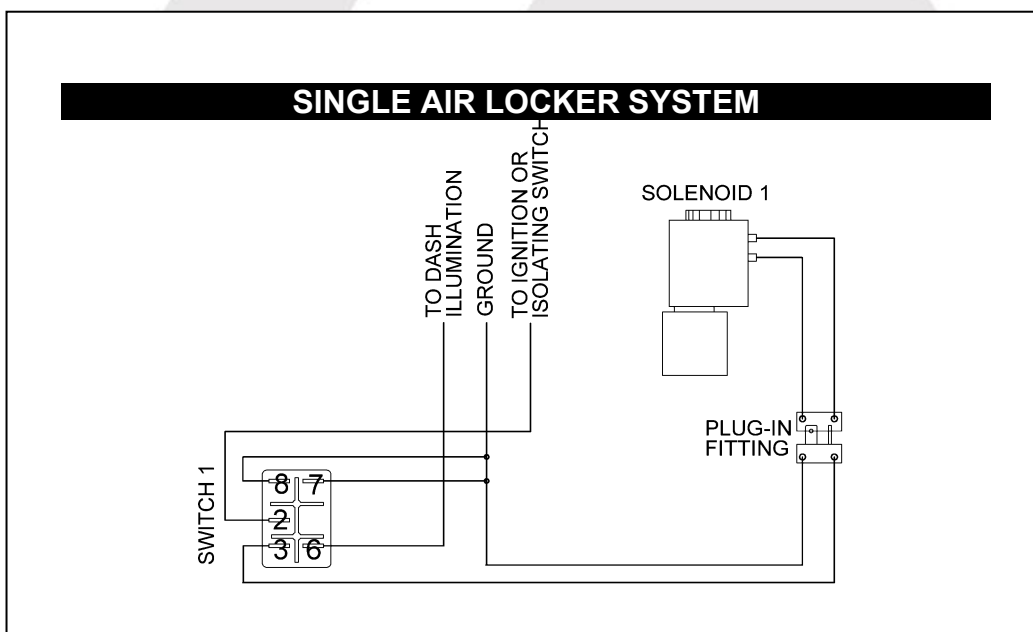 SINGLE AIR LOCKER SYSTEM
TO DASH
ILLUMINATION
GROUND
TO IGNITION OR
ISOLATING SWITCH
SOLENOID 1
PLUG-IN
FITTING
SWITCH 1
8 7
2
3 6